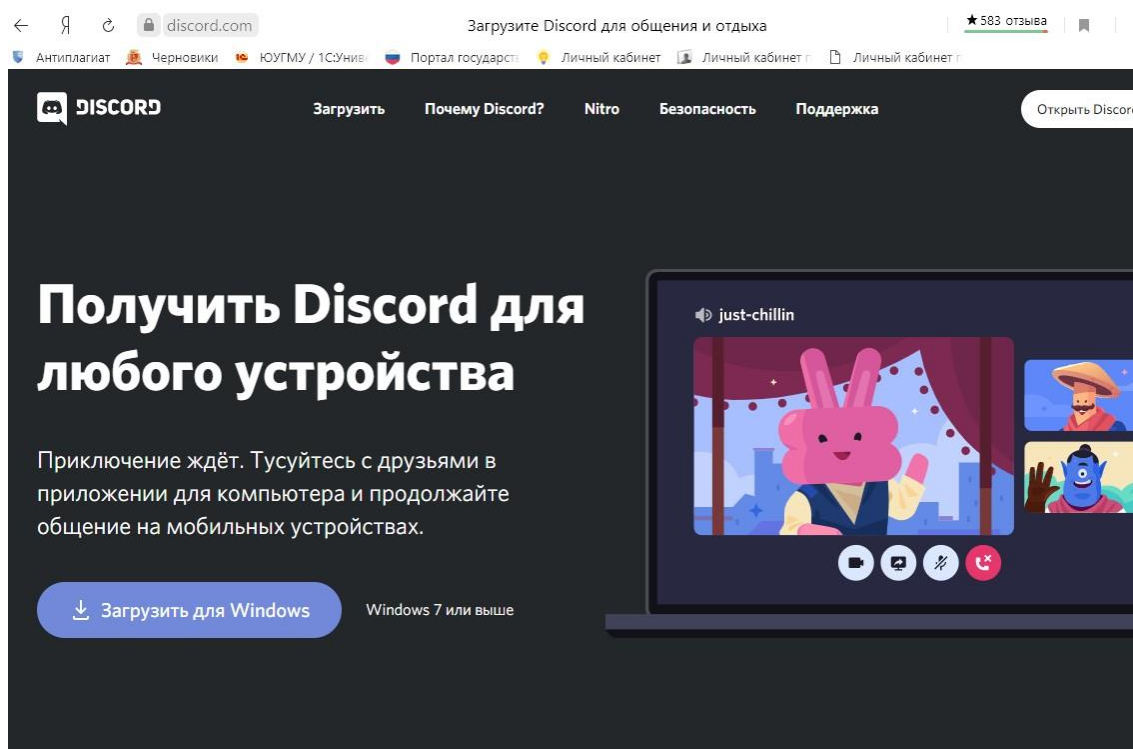 Я discord.com Загрузите Discord для общения и отдыха ★583 отзыва
Антиплагиат Черновики 1С ЮУГМУ / 1С:Униве Портал государст Личный кабинет Личный кабинет г Личный кабинет г
DISCORD Загрузить Почему Discord? Nitro Безопасность Поддержка Открыть Discord
Получить Discord для
любого устройства
just-chillin
Приключение ждёт. Тусуйтесь с друзьями в
приложении для компьютера и продолжайте
общение на мобильных устройствах.
Загрузить для Windows Windows 7 или выше